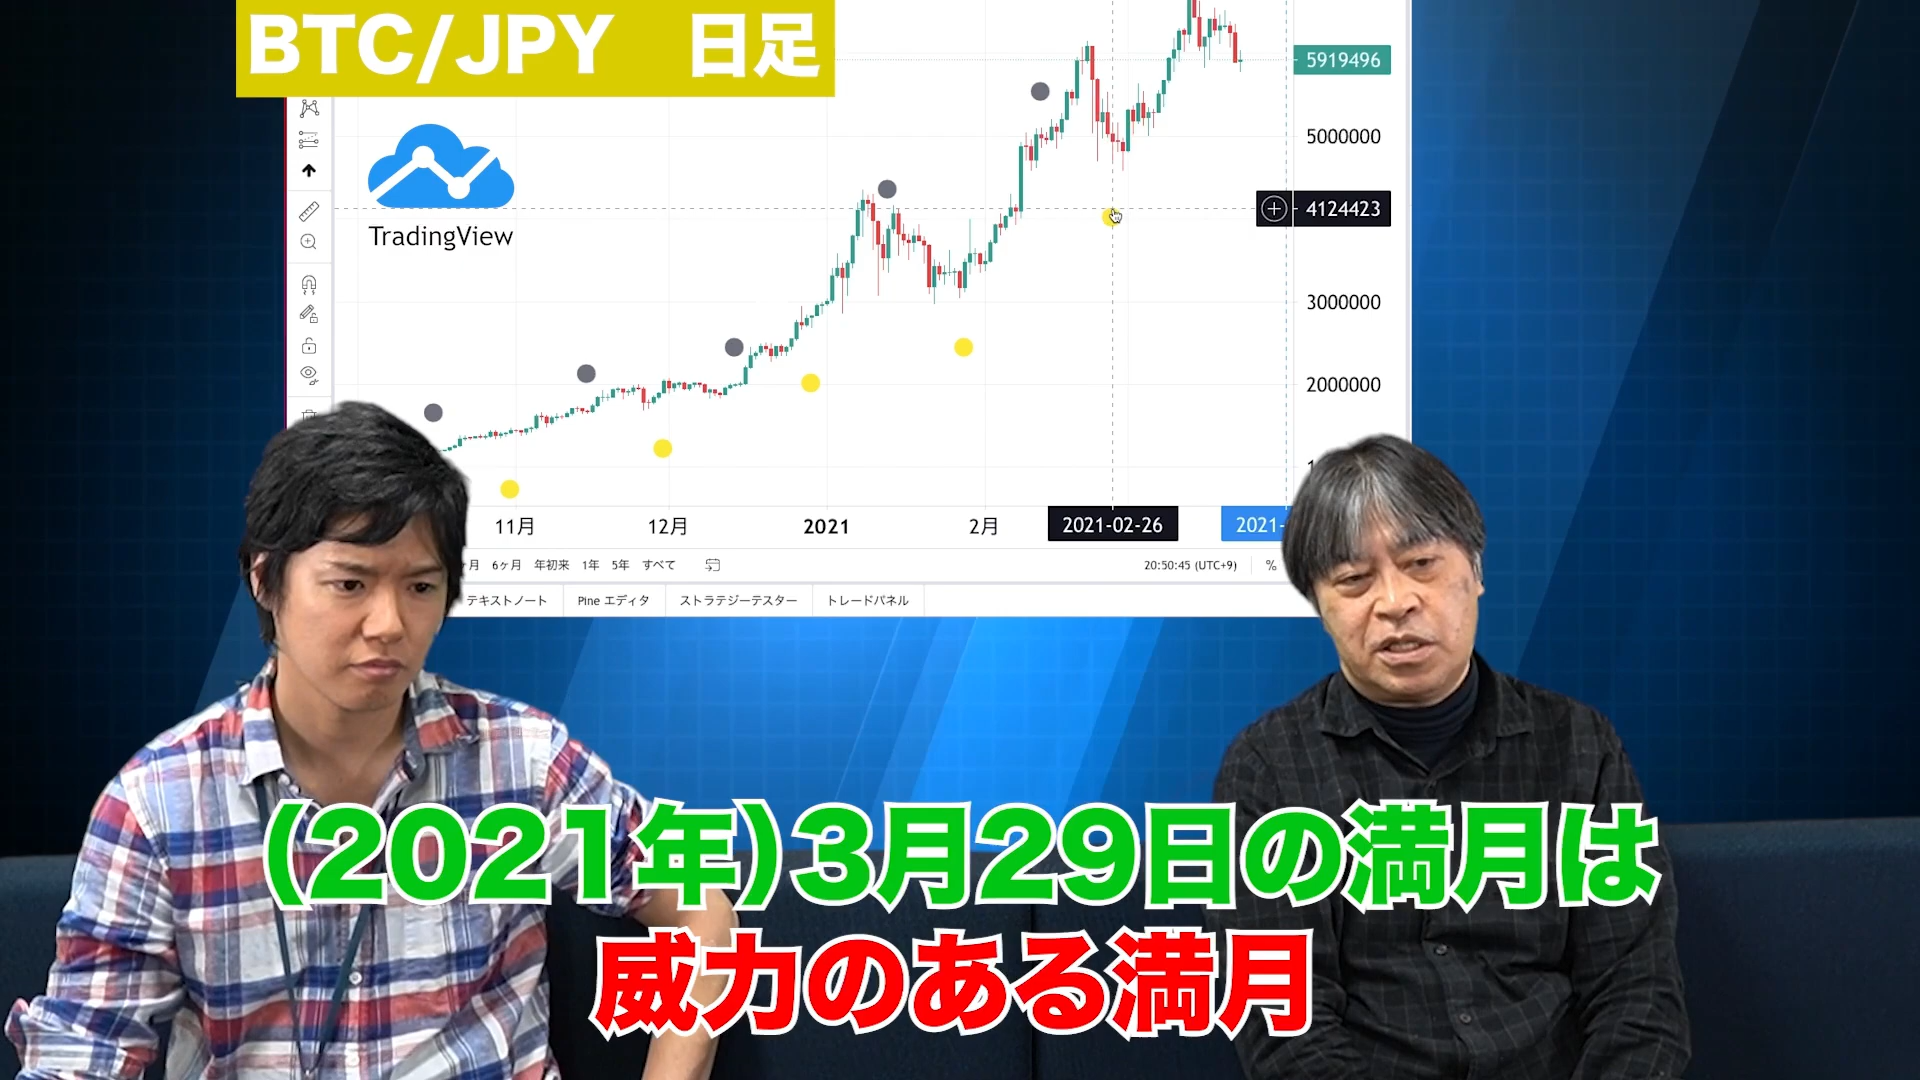 BTC/JPY 日足
5919496
5000000
4124423
TradingView
3000000
2000000
11月 12月 2021 2月 2021-02-26 2021-
月 6ヶ月 年初来 1年 5年 すべて 20:50:45 (UTC+9) %
テキストノート Pine エディタ ストラテジーテスター トレードパネル
(2021年)3月29日の満月は
威力のある満月